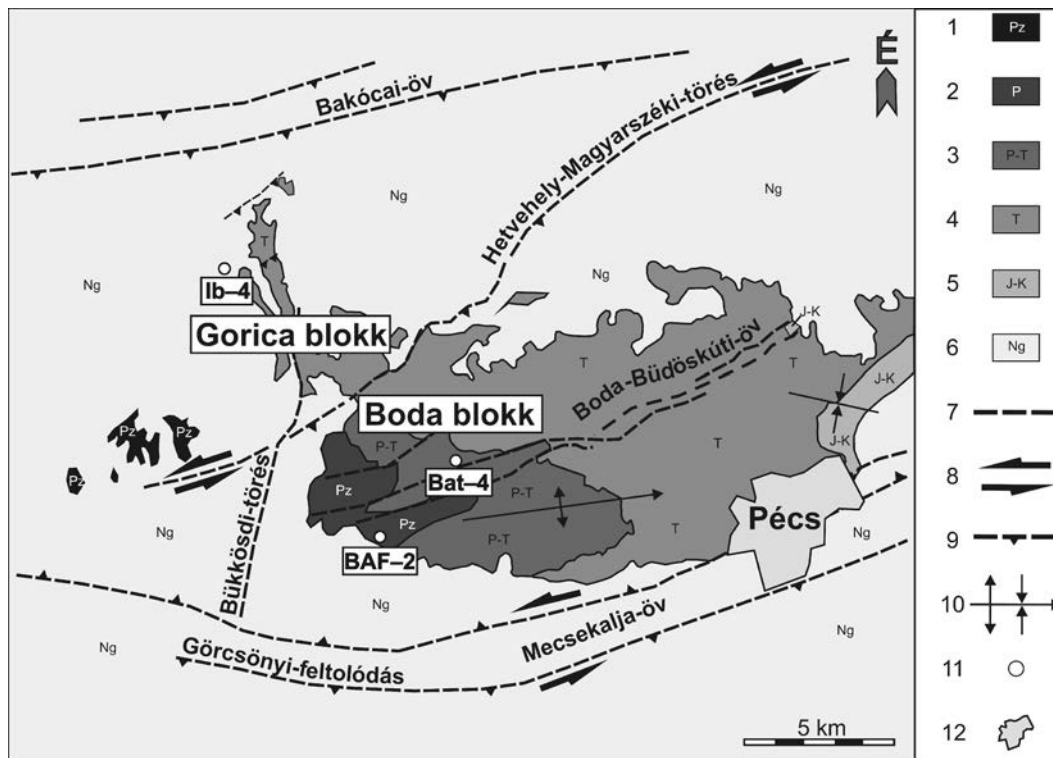 Bakócai-öv
Hetvehely-Magyarszéki-törés
É
Ng
Ng
Ng
Ng
T
Ib–4
Gorica blokk
J-K
T
Boda-Büdöskúti-öv
T
J-K
J-K
Boda blokk
Pz
Pz
Pz
P-T
Bat–4
P-T
T
Pz
Pz
P-T
T
Pécs
BAF–2
Bükkösdi-törés
Ng
Ng
Ng
Ng
Ng
Görcsönyi-feltolódás
Mecsekalja-öv
5 km
1 Pz
2 P
3 P-T
4 T
5 J-K
6 Ng
7
8
9
10
11
12